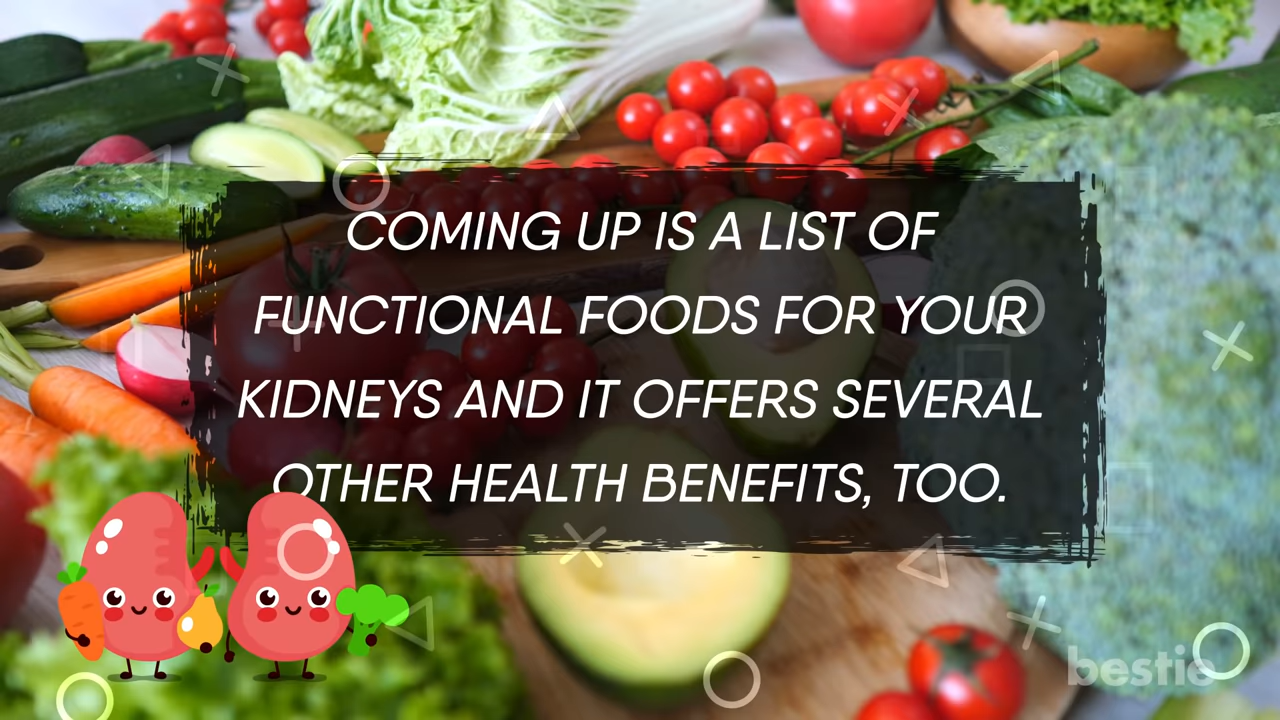 COMING UP IS A LIST OF
FUNCTIONAL FOODS FOR YOUR
KIDNEYS AND IT OFFERS SEVERAL
OTHER HEALTH BENEFITS, TOO.
bestie